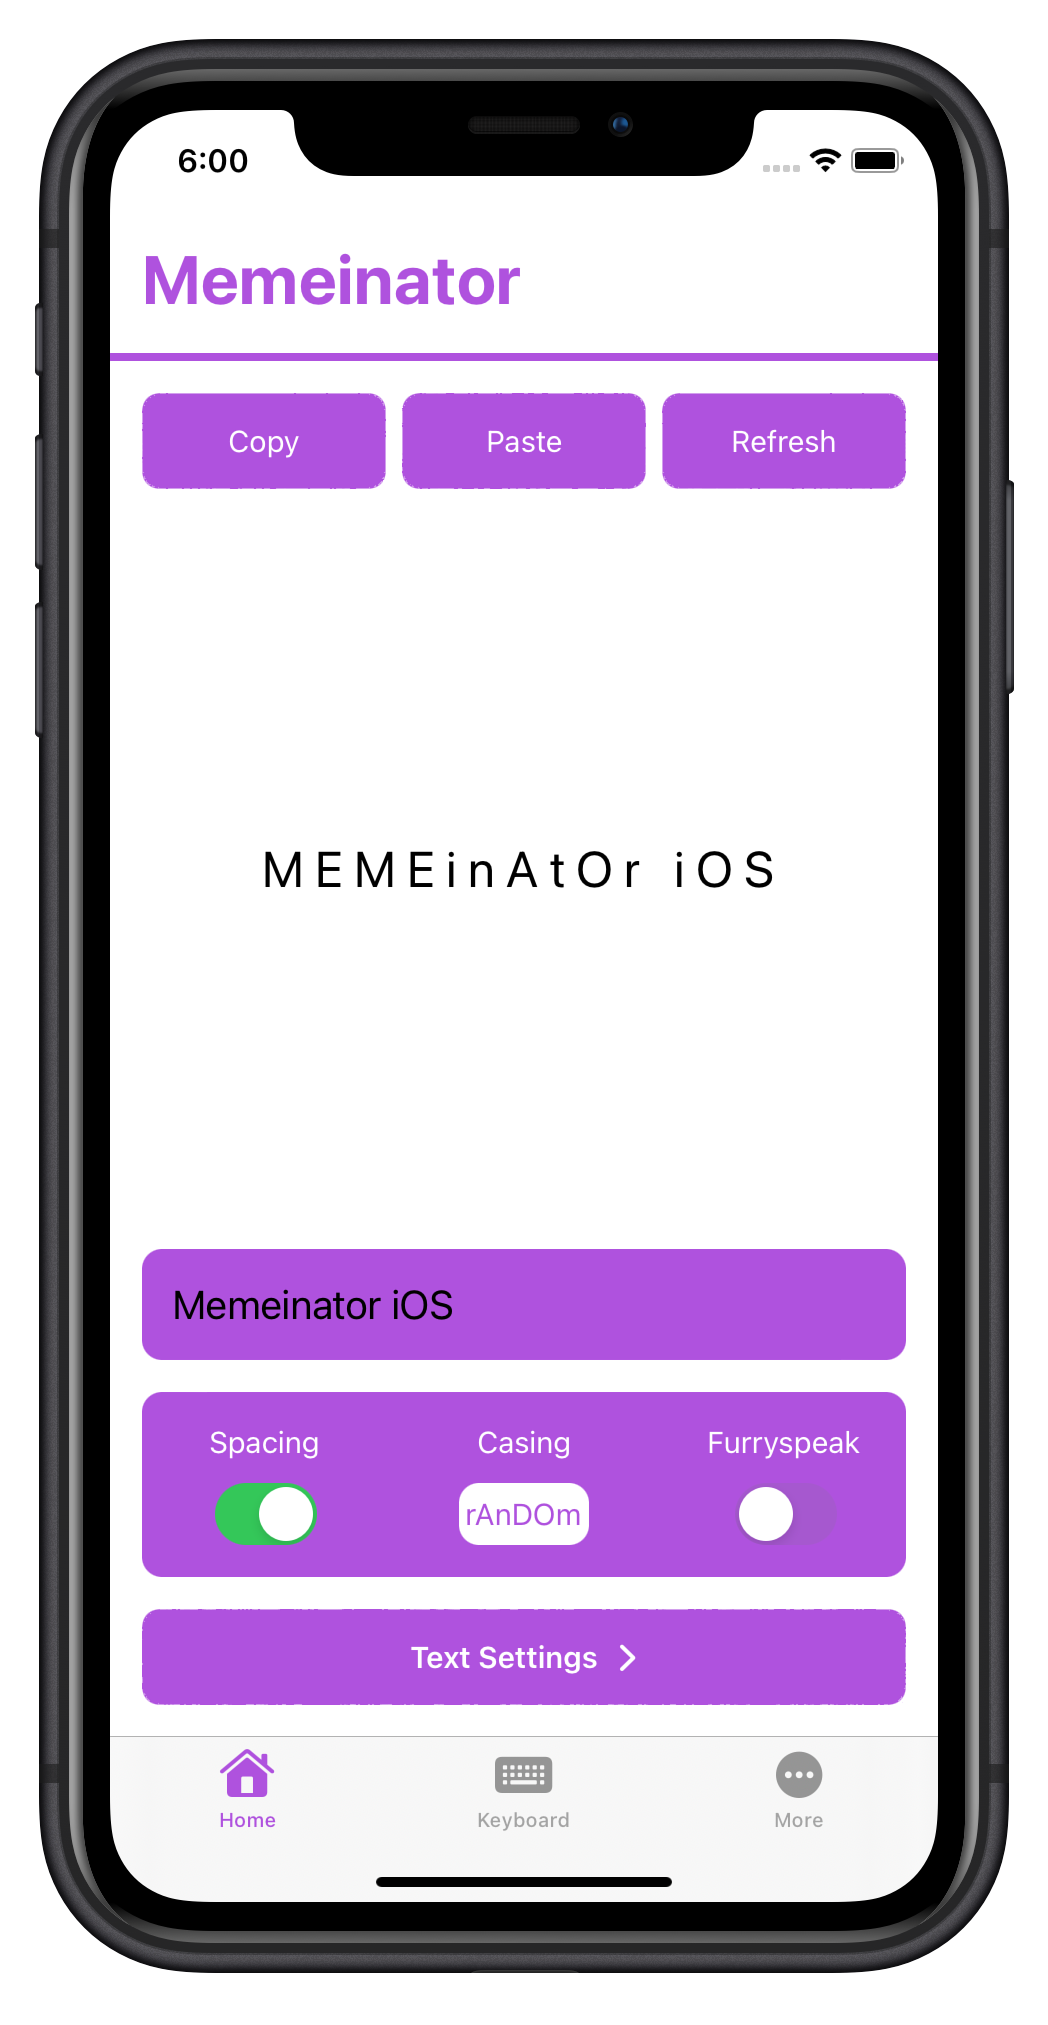 6:00
Memeinator
Copy Paste Refresh
M E M E i n A t O r  i O S
Memeinator iOS
Spacing Casing Furryspeak
rAnDOm
Text Settings
Home Keyboard More